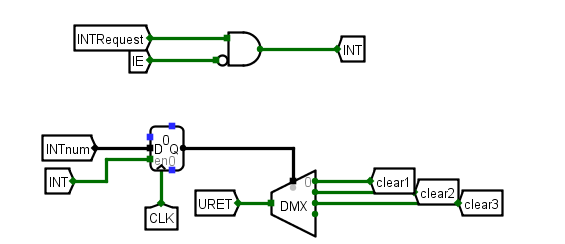 INTRequest
IE
INT
INTnum
D 0 Q
en0
INT
CLK
URET
DMX
0
clear1
clear2
clear3